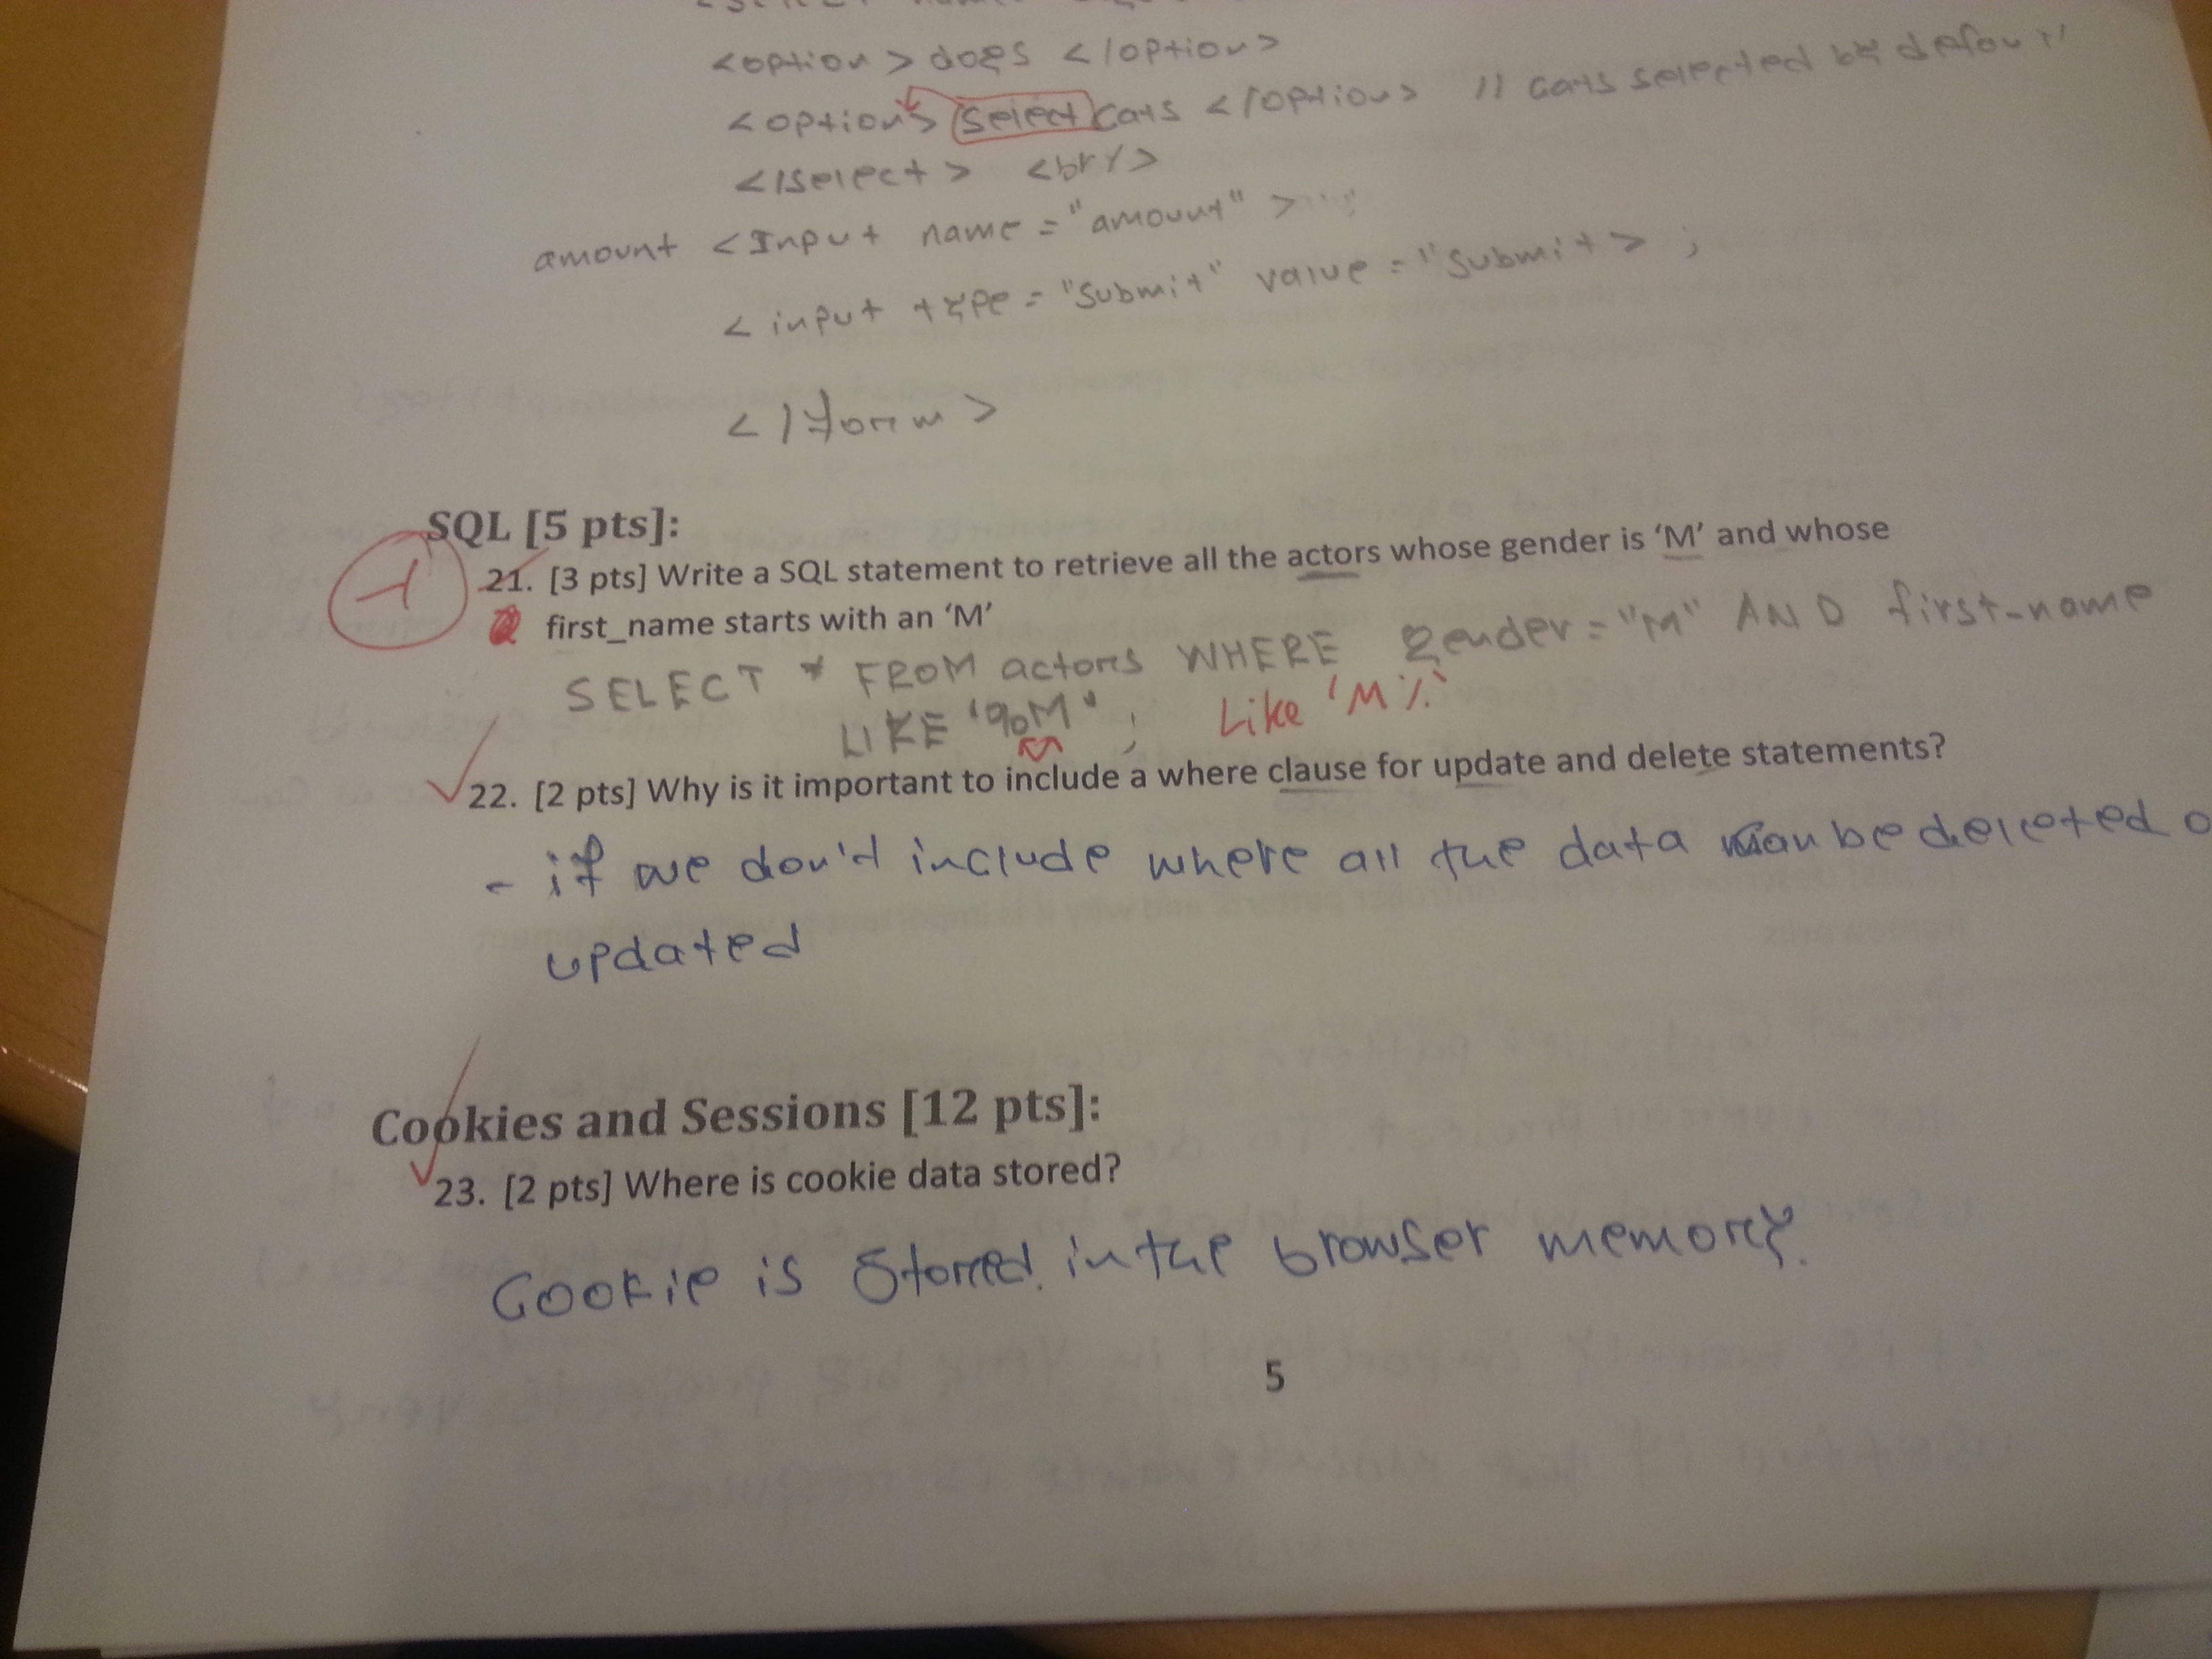 <option> dogs </option>
<option> select cats </option> // cats selected by defaut
</select> <br/>
amount <Input name = "amount" >
<input type = "submit" value = "submit > ;
</form>
SQL [5 pts]:
-1
21. [3 pts] Write a SQL statement to retrieve all the actors whose gender is ‘M’ and whose
first_name starts with an ‘M’
SELECT * FROM actors WHERE gender = "M" AND first_name
LIKE '%M' ; Like 'M%'
22. [2 pts] Why is it important to include a where clause for update and delete statements?
- if we don't include where all the data can be deleted
updated
Cookies and Sessions [12 pts]:
23. [2 pts] Where is cookie data stored?
Cookie is stored in the browser memory.
5